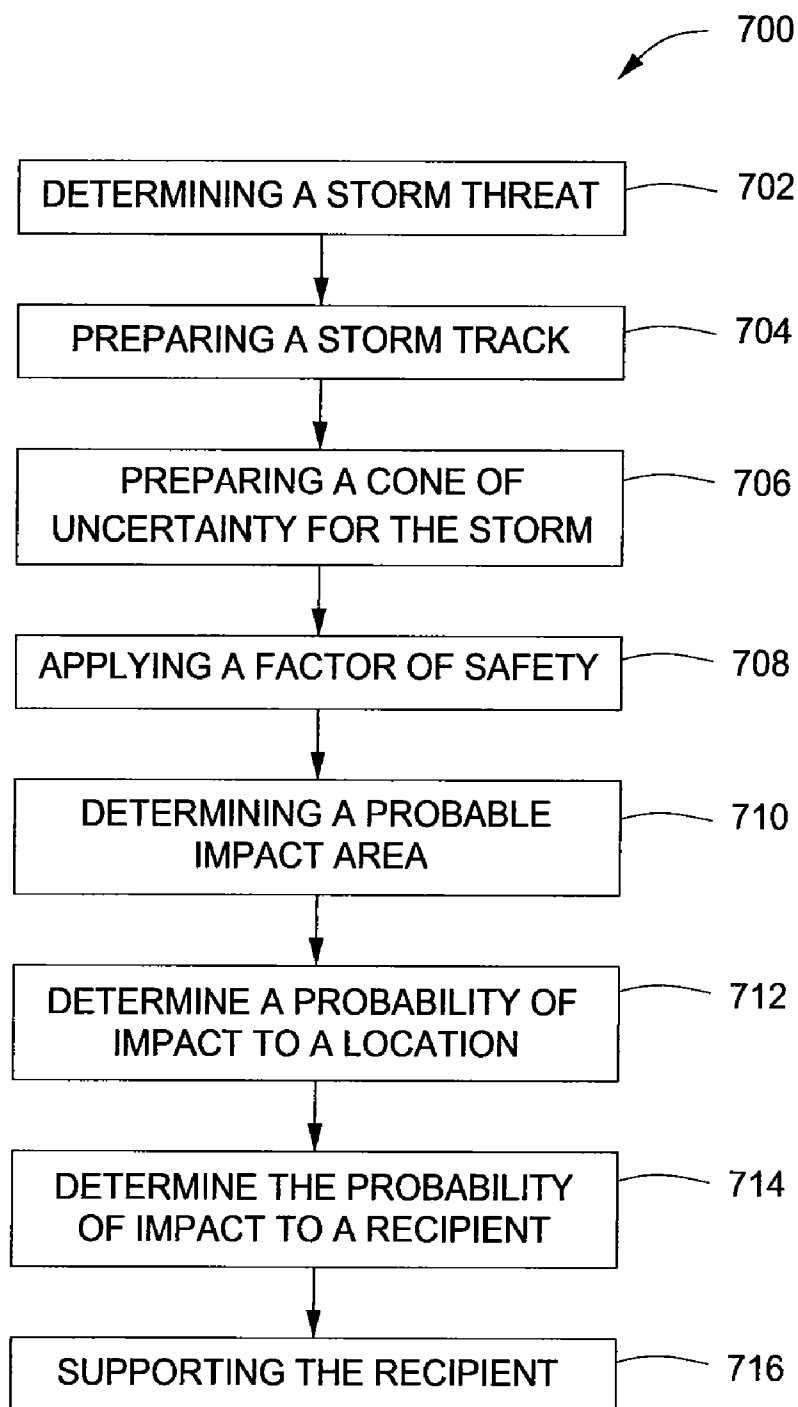 700
DETERMINING A STORM THREAT
702
PREPARING A STORM TRACK
704
PREPARING A CONE OF
UNCERTAINTY FOR THE STORM
706
APPLYING A FACTOR OF SAFETY
708
DETERMINING A PROBABLE
IMPACT AREA
710
DETERMINE A PROBABILITY OF
IMPACT TO A LOCATION
712
DETERMINE THE PROBABILITY
OF IMPACT TO A RECIPIENT
714
SUPPORTING THE RECIPIENT
716